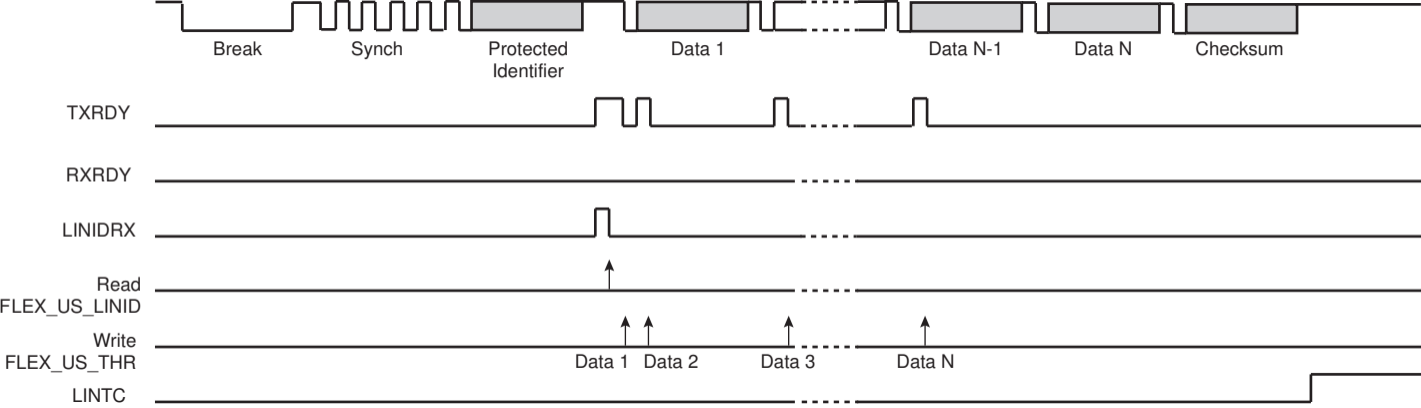 Break
Synch
Protected
Identifier
Data 1
Data N-1
Data N
Checksum
TXRDY
RXRDY
LINIDRX
Read
FLEX_US_LINID
Write
FLEX_US_THR
Data 1
Data 2
Data 3
Data N
LINTC